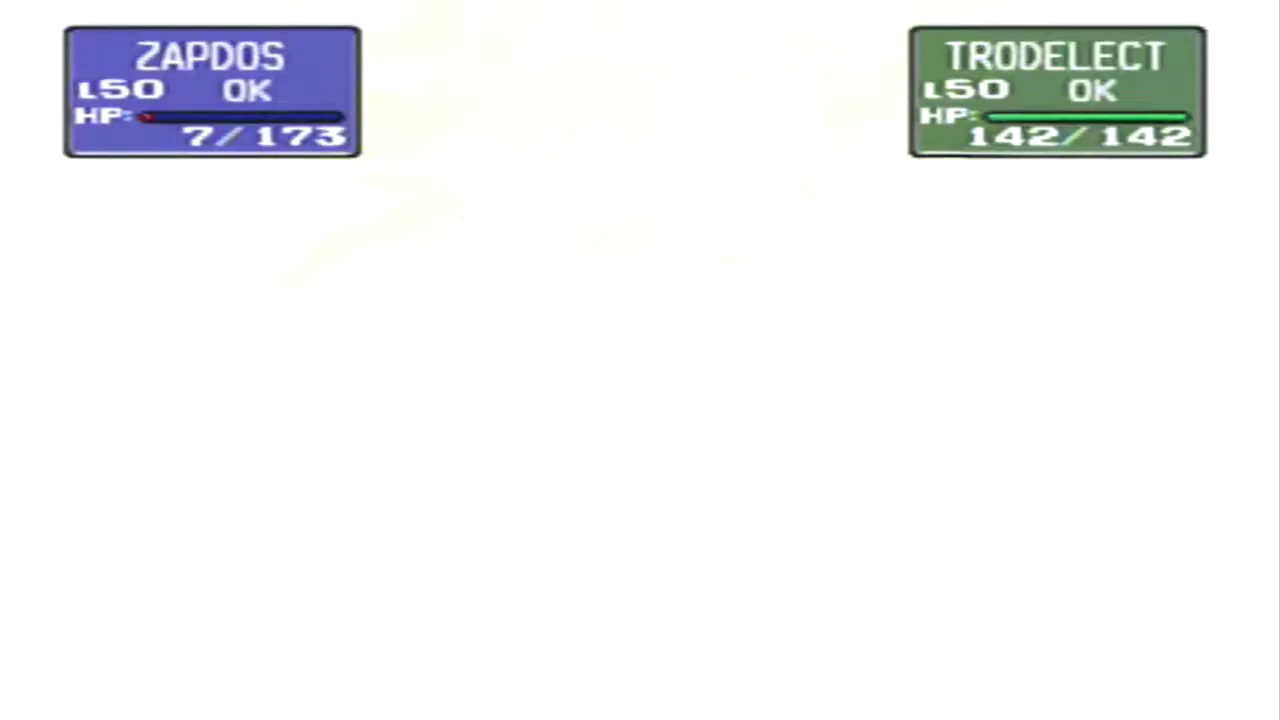 ZAPDOS
L50 OK
HP:
7/173
TRODELECT
L50 OK
HP:
142/142